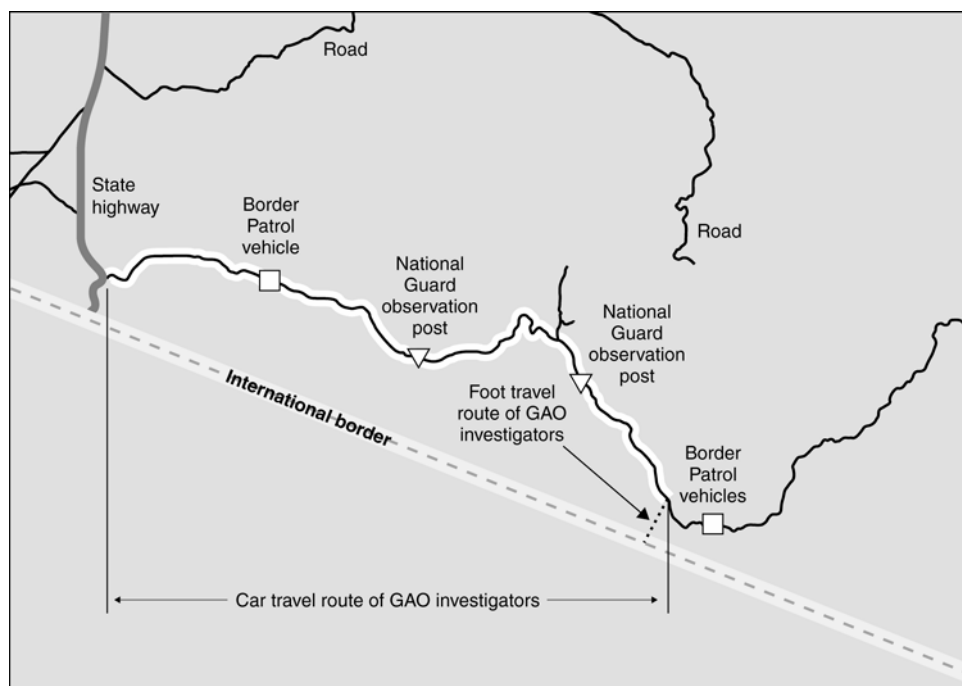 Road
State
highway
Border
Patrol
vehicle
National
Guard
observation
post
Road
National
Guard
observation
post
International border
Foot travel
route of GAO
investigators
Border
Patrol
vehicles
Car travel route of GAO investigators